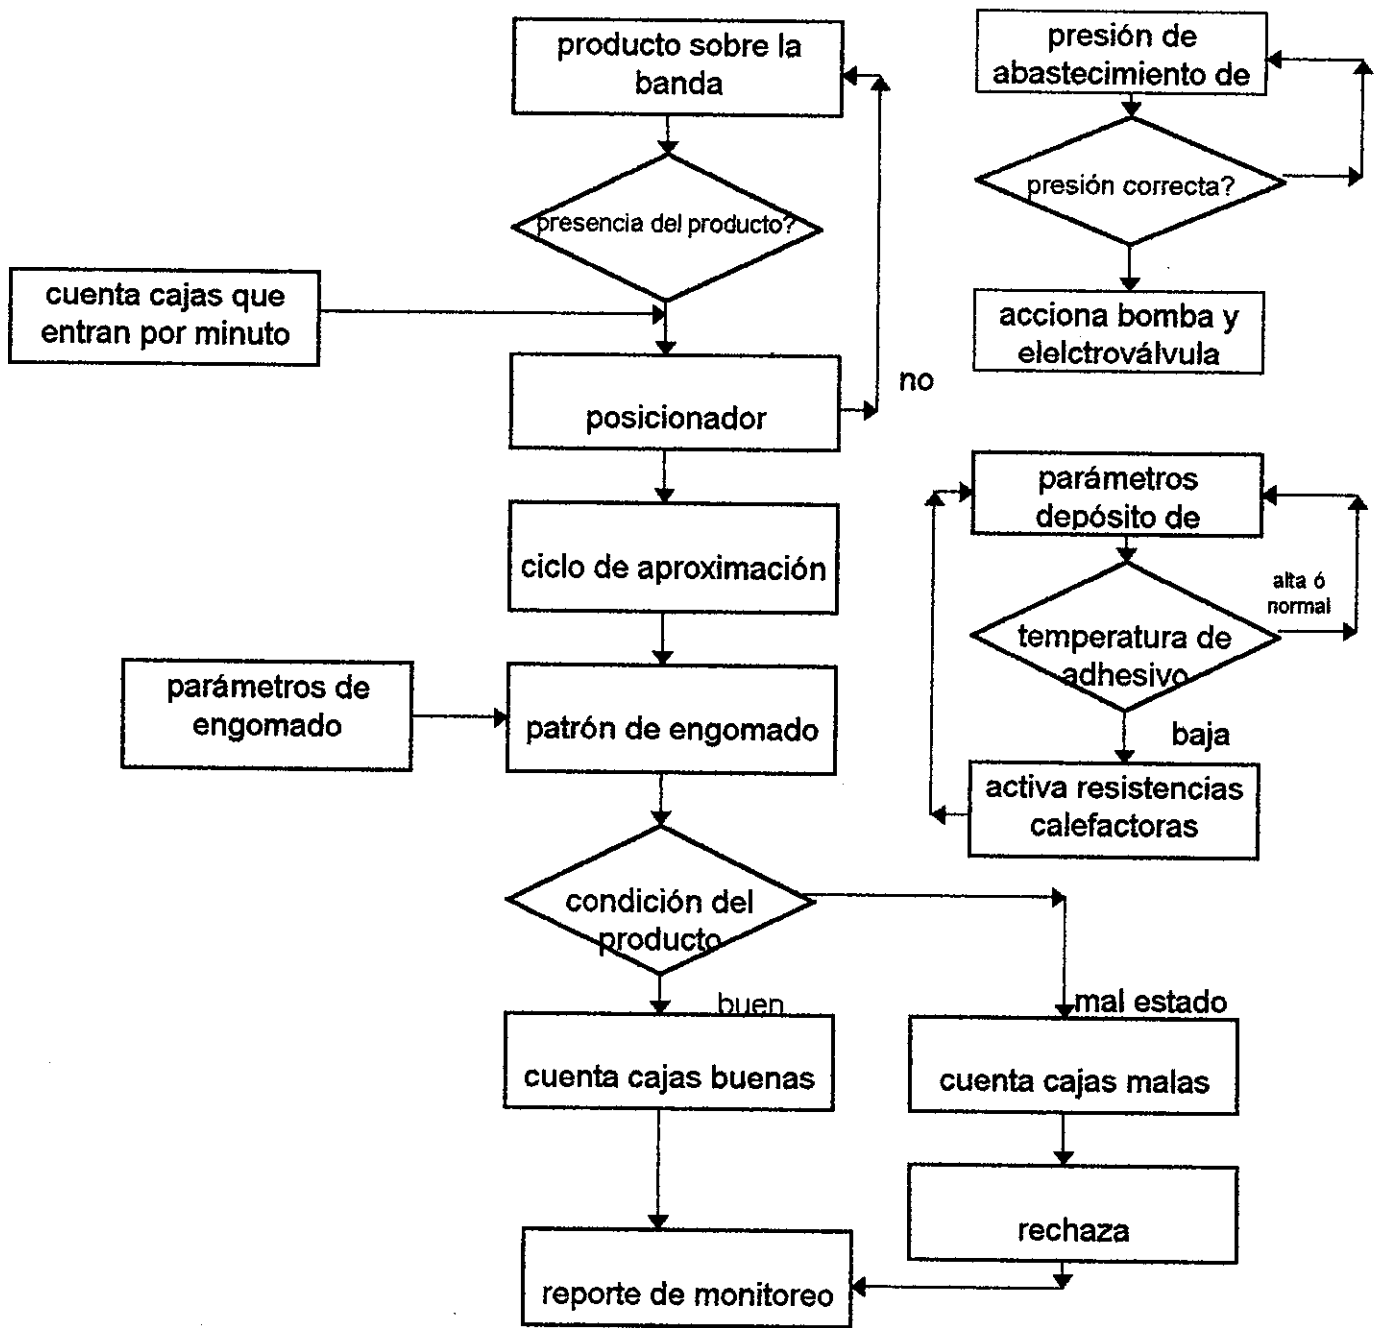 producto sobre la
banda
presencia del producto?
cuenta cajas que
entran por minuto
posicionador
no
ciclo de aproximación
parámetros de
engomado
patrón de engomado
condición del
producto
buen
mal estado
cuenta cajas buenas
cuenta cajas malas
rechaza
reporte de monitoreo
presión de
abastecimiento de
presión correcta?
acciona bomba y
elelctroválvula
parámetros
depósito de
alta ó
normal
temperatura de
adhesivo
baja
activa resistencias
calefactoras